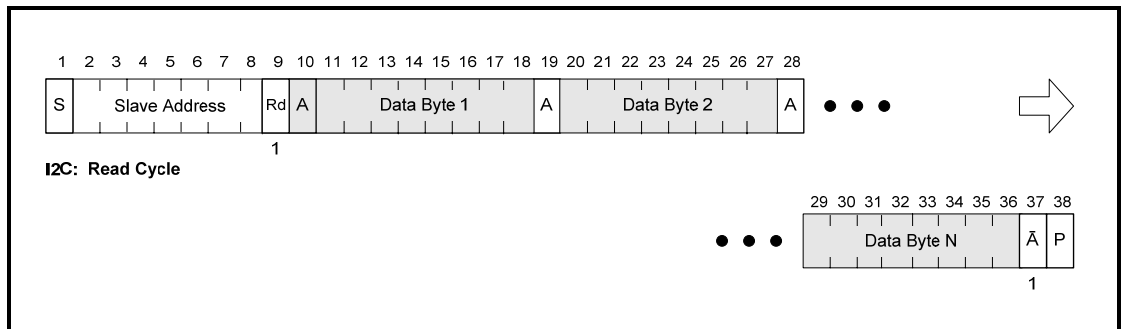 1 2 3 4 5 6 7 8 9 10 11 12 13 14 15 16 17 18 19 20 21 22 23 24 25 26 27 28
S Slave Address Rd A Data Byte 1 A Data Byte 2 A
1
I2C: Read Cycle
29 30 31 32 33 34 35 36 37 38
Data Byte N Ā P
1